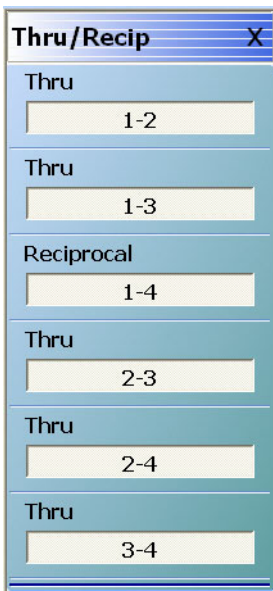 Thru/Recip X
Thru
1-2
Thru
1-3
Reciprocal
1-4
Thru
2-3
Thru
2-4
Thru
3-4